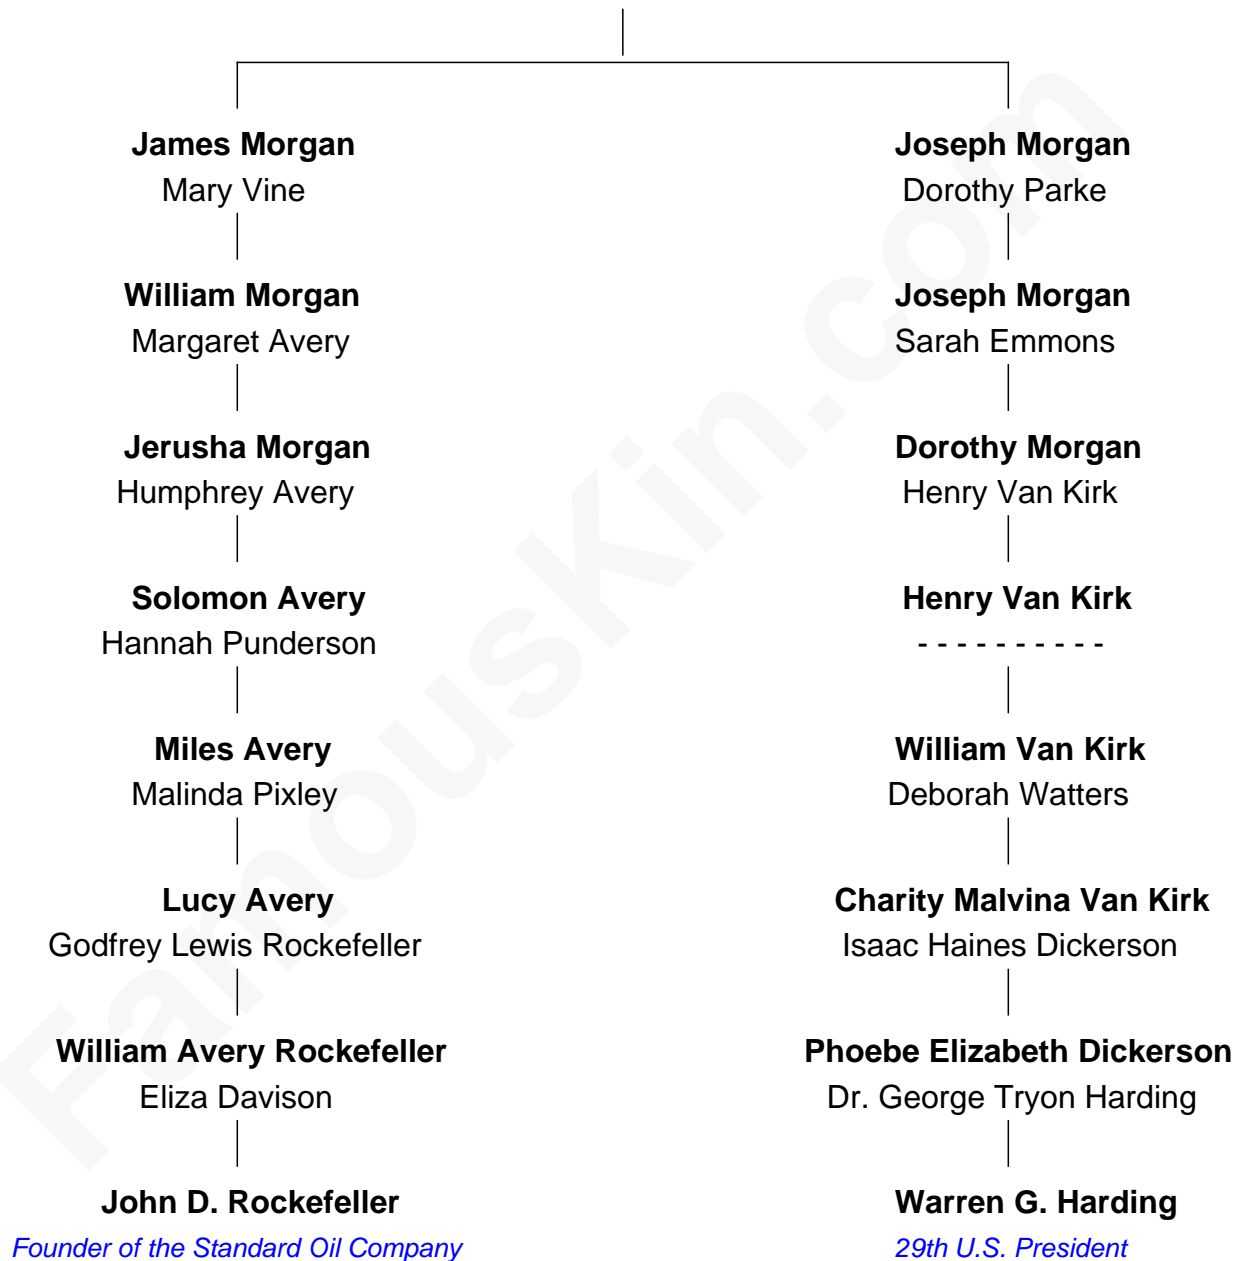 James Morgan
Mary Vine
William Morgan
Margaret Avery
Jerusha Morgan
Humphrey Avery
Solomon Avery
Hannah Punderson
Miles Avery
Malinda Pixley
Lucy Avery
Godfrey Lewis Rockefeller
William Avery Rockefeller
Eliza Davison
John D. Rockefeller
Founder of the Standard Oil Company
Joseph Morgan
Dorothy Parke
Joseph Morgan
Sarah Emmons
Dorothy Morgan
Henry Van Kirk
Henry Van Kirk
- - - - - - - - - -
William Van Kirk
Deborah Watters
Charity Malvina Van Kirk
Isaac Haines Dickerson
Phoebe Elizabeth Dickerson
Dr. George Tryon Harding
Warren G. Harding
29th U.S. President
FamousKin.com